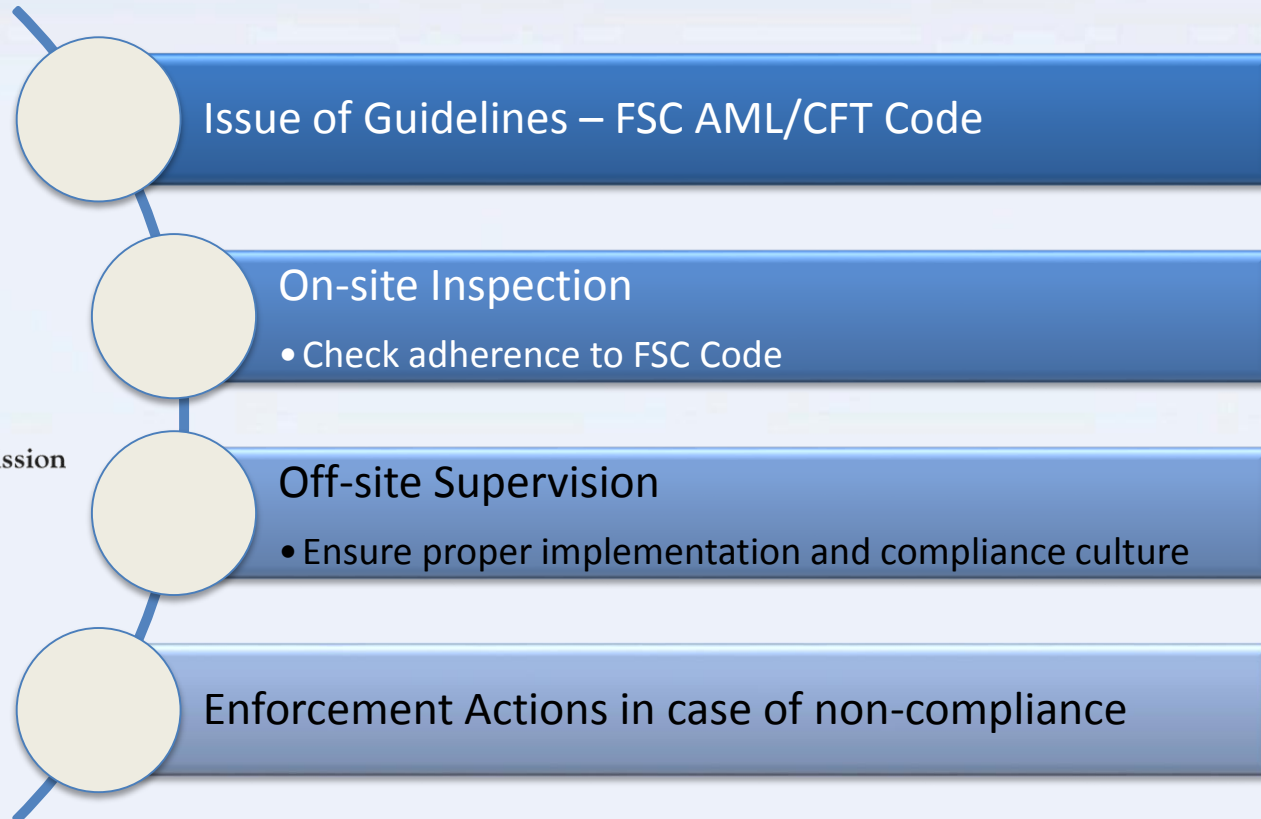 Issue of Guidelines – FSC AML/CFT Code
On-site Inspection
• Check adherence to FSC Code
ssion
Off-site Supervision
• Ensure proper implementation and compliance culture
Enforcement Actions in case of non-compliance